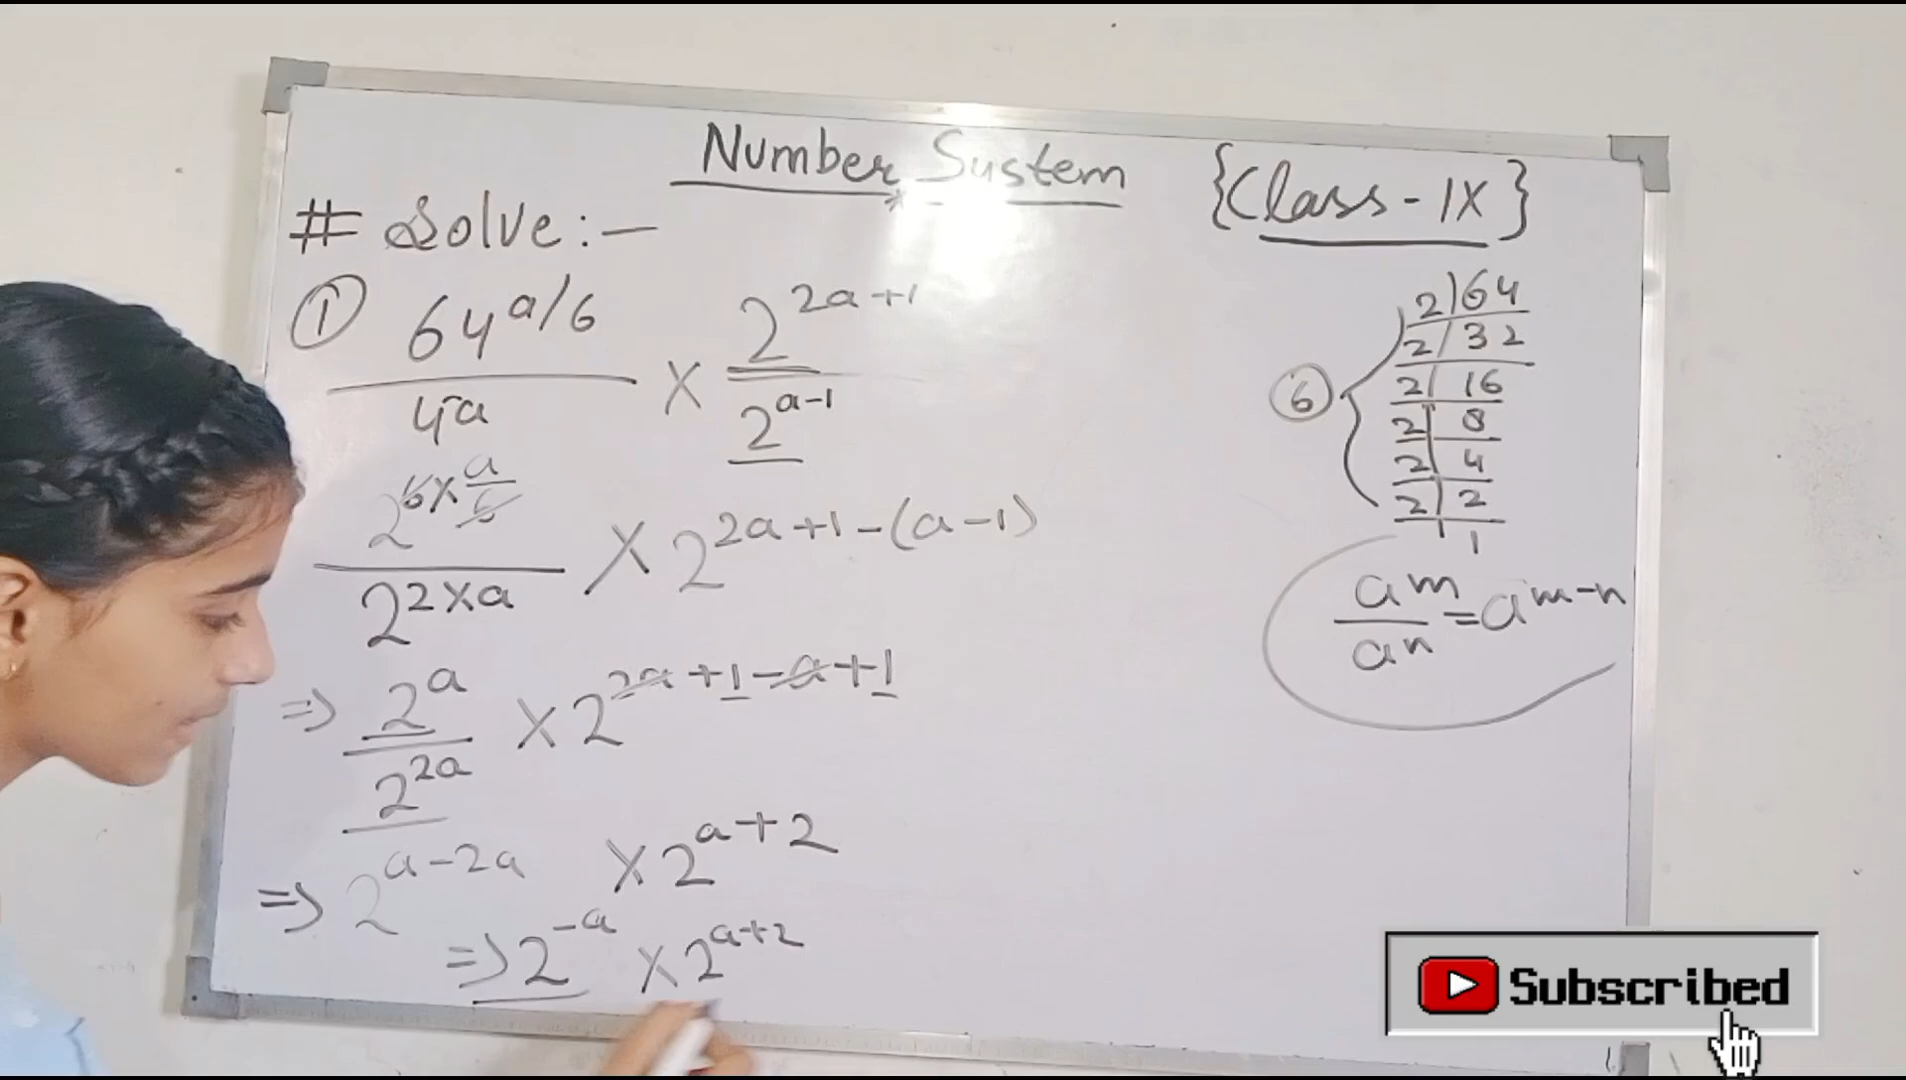 Number System {Class - IX}
# Solve :-
① 64^a/6 / 4^a × 2^2a+1 / 2^a-1
2^6×a/6 / 2^2×a × 2^2a+1-(a-1)
=> 2^a / 2^2a × 2^2a+1-a+1
=> 2^a-2a × 2^a+2
=> 2^-a × 2^a+2
2 | 64
2 | 32
2 | 16
2 | 8
2 | 4
2 | 2
1
6
a^m / a^n = a^m-n
Subscribed